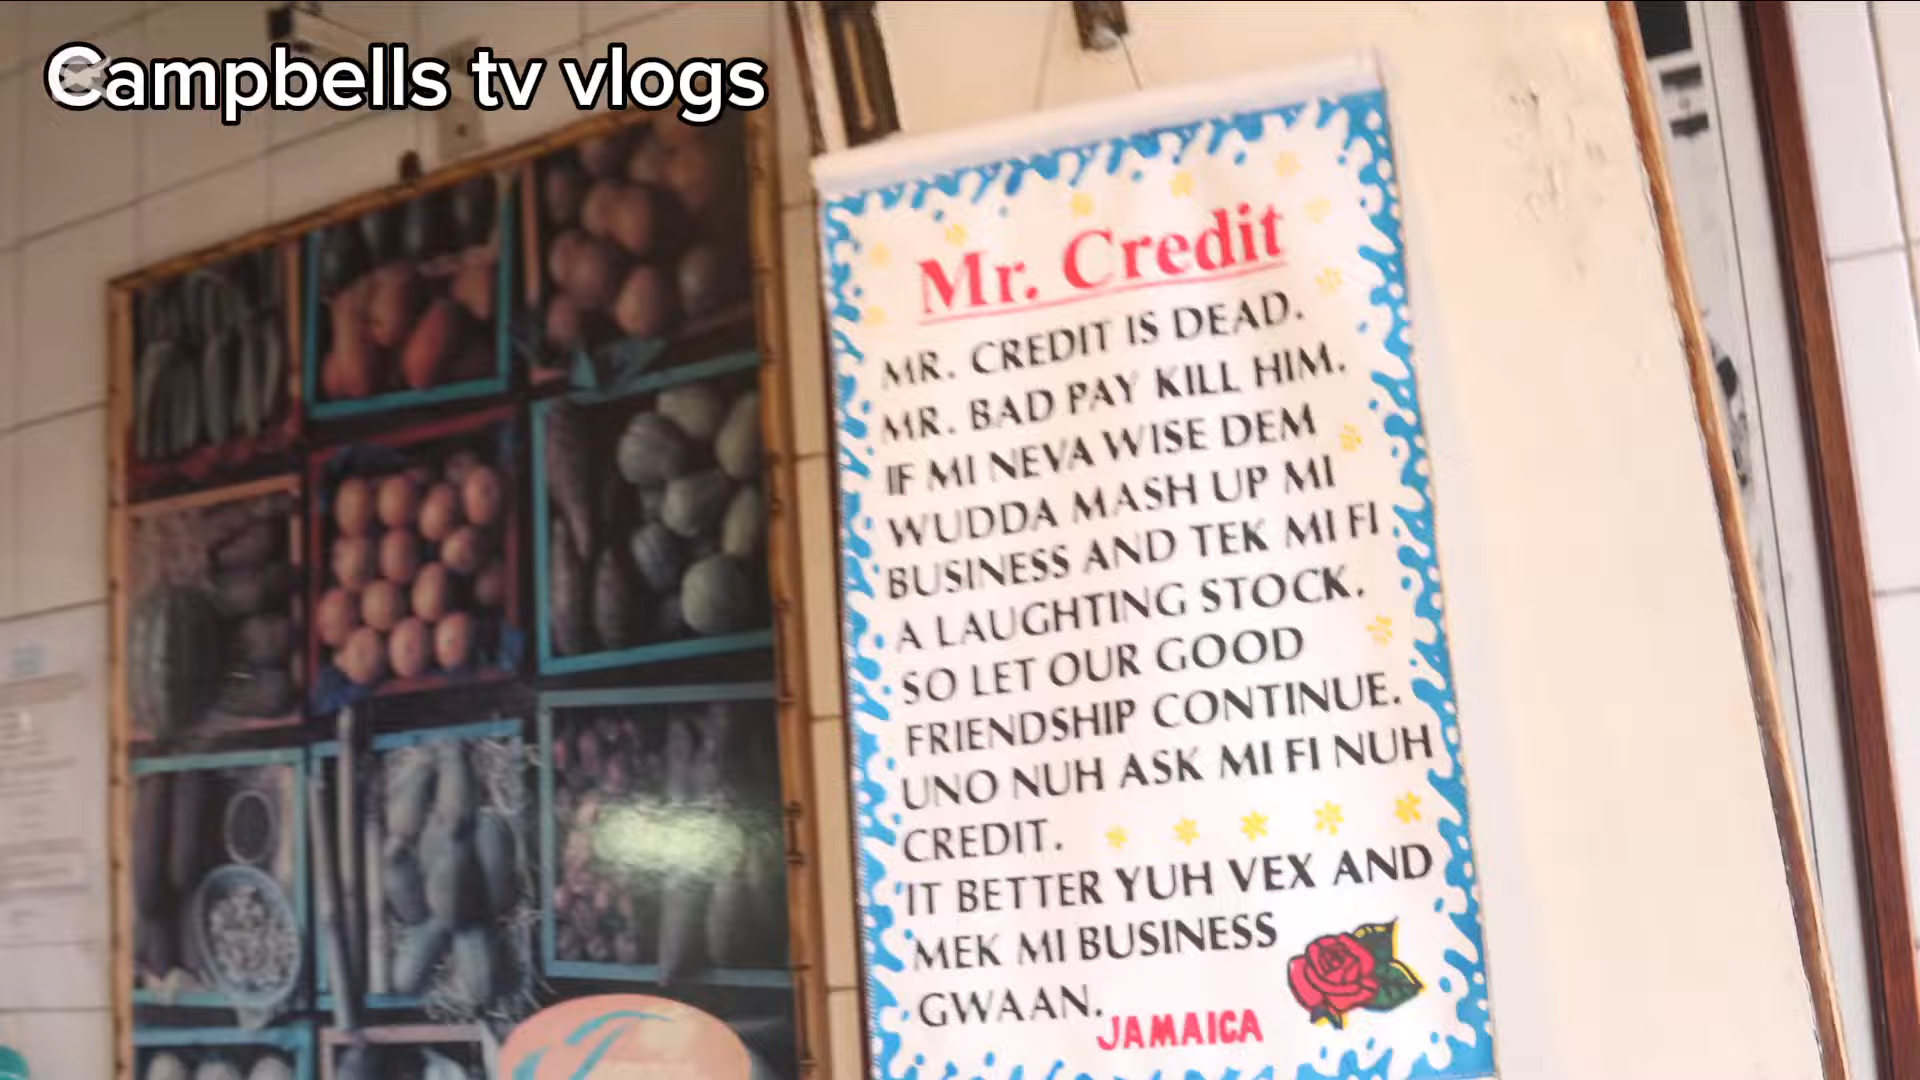 Campbells tv vlogs
Mr. Credit
MR. CREDIT IS DEAD.
MR. BAD PAY KILL HIM.
IF MI NEVA WISE DEM
WUDDA MASH UP MI
BUSINESS AND TEK MI FI
A LAUGHTING STOCK.
SO LET OUR GOOD
FRIENDSHIP CONTINUE.
UNO NUH ASK MI FI NUH
CREDIT.
IT BETTER YUH VEX AND
MEK MI BUSINESS
GWAAN.
JAMAICA